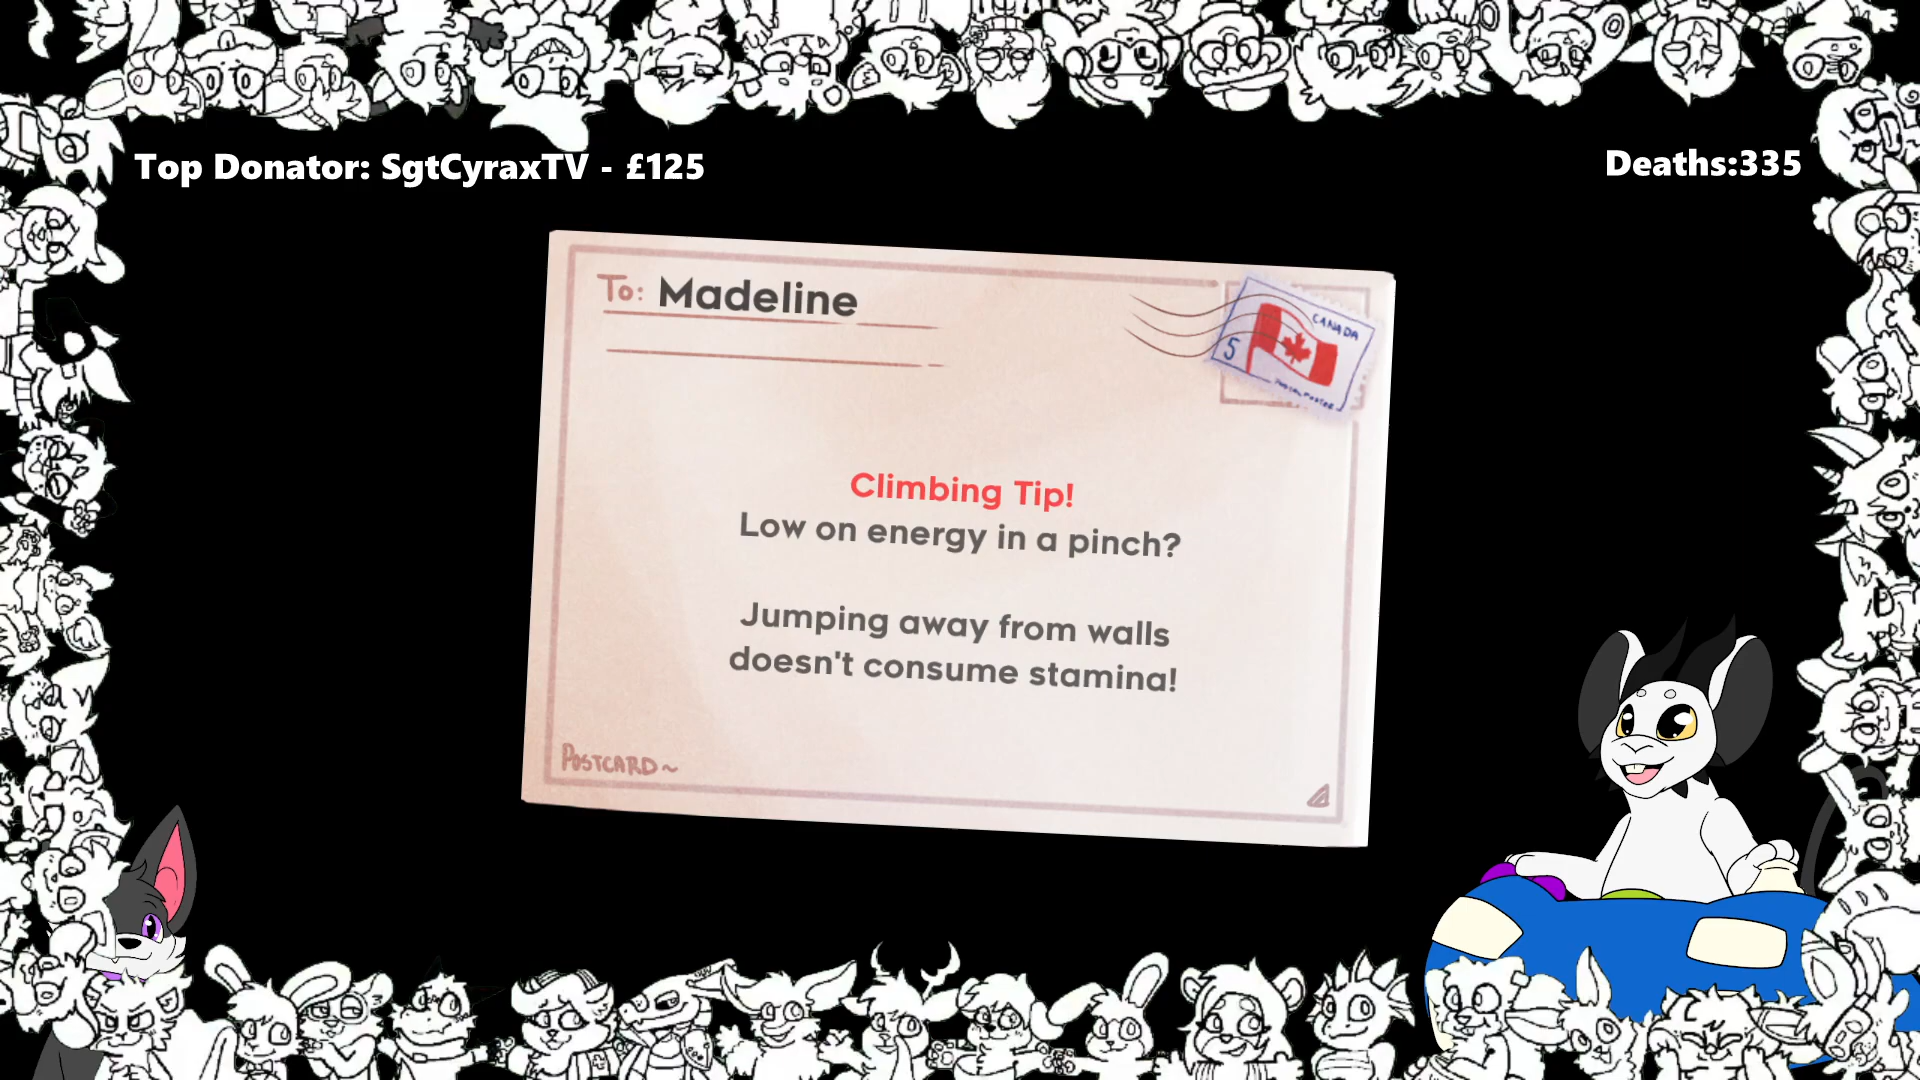 Top Donator: SgtCyraxTV - £125
Deaths:335
To: Madeline
CANADA
5
Climbing Tip!
Low on energy in a pinch?
Jumping away from walls
doesn't consume stamina!
POSTCARD~